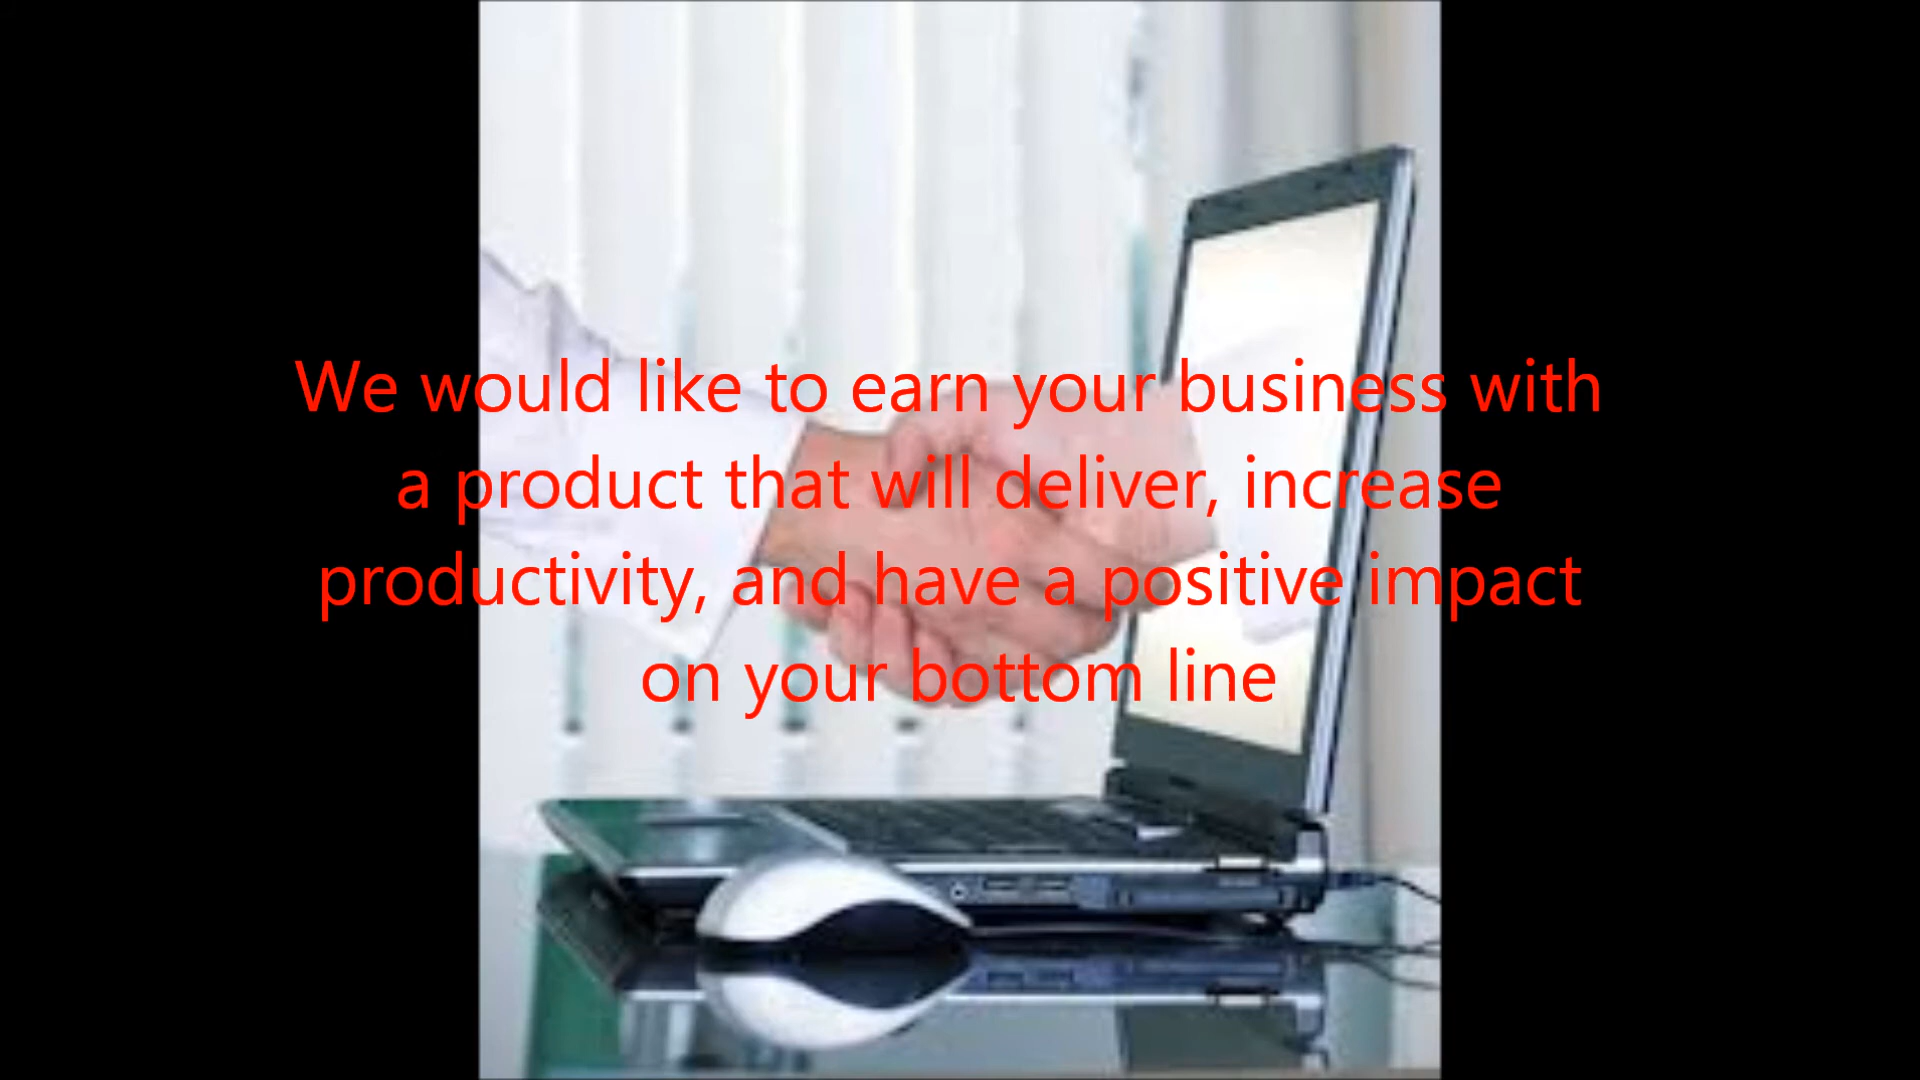 We would like to earn your business with
a product that will deliver, increase
productivity, and have a positive impact
on your bottom line